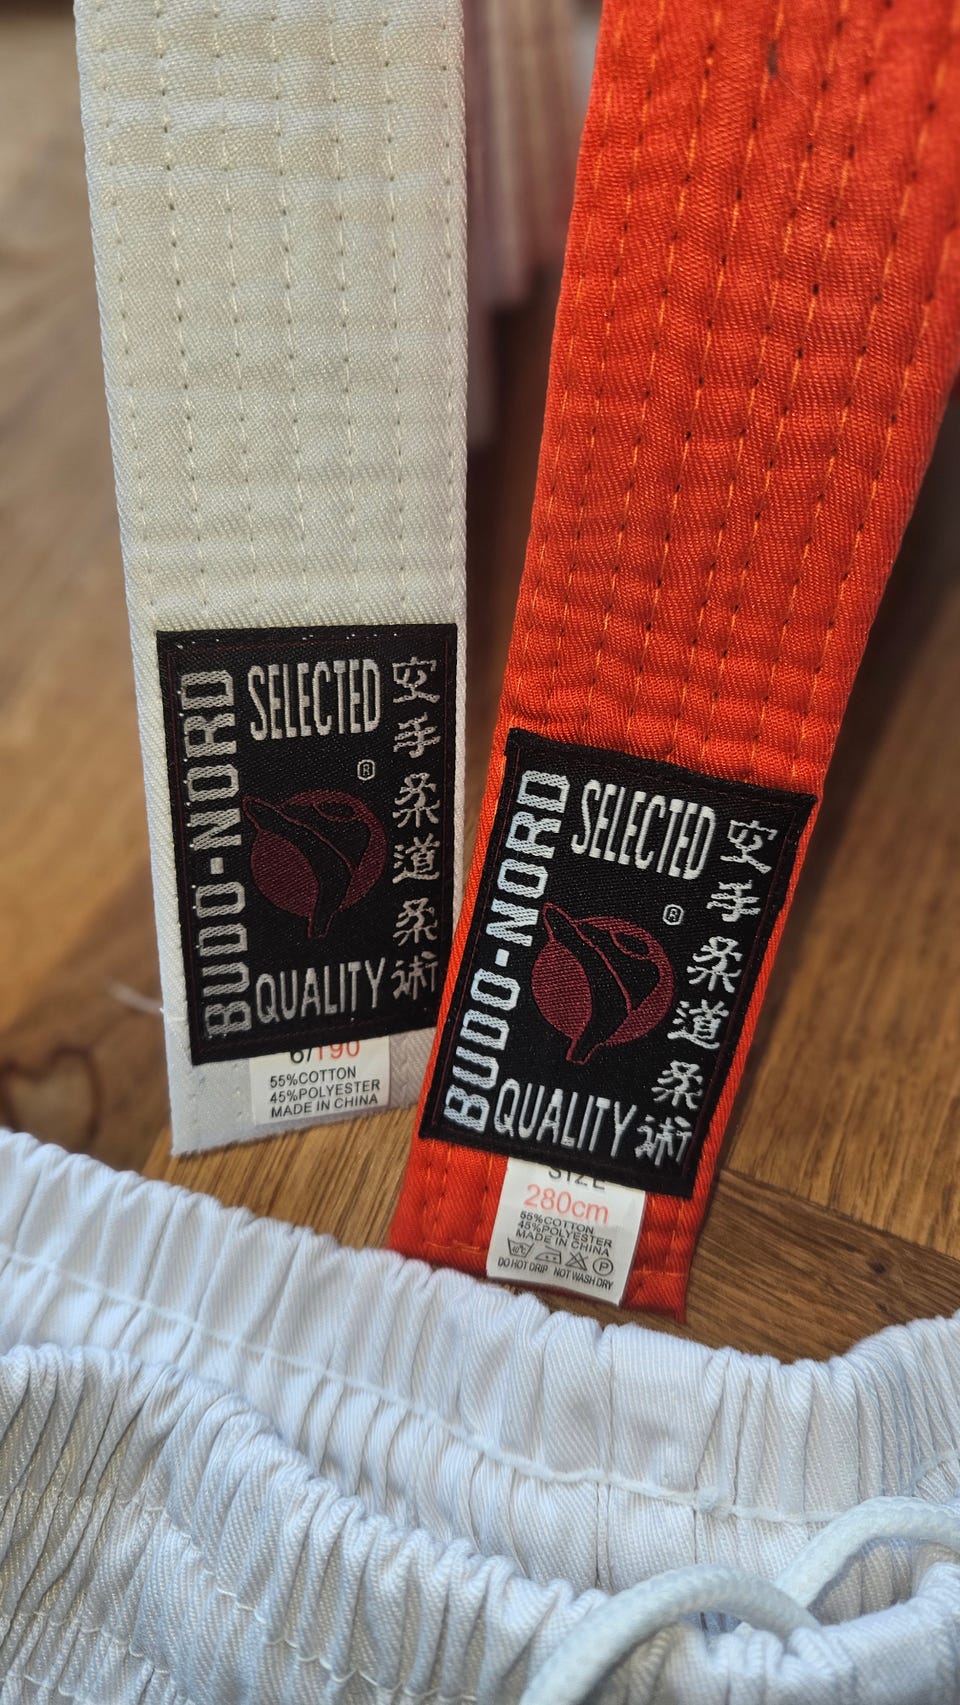 BUDO-NORD
SELECTED
®
QUALITY
空手柔道柔術
6/190
55%COTTON
45%POLYESTER
MADE IN CHINA
BUDO-NORD
SELECTED
®
QUALITY
空手柔道柔術
SIZE
280cm
55%COTTON
45%POLYESTER
MADE IN CHINA
P
DO HOT DRIP NOT WASH DRY